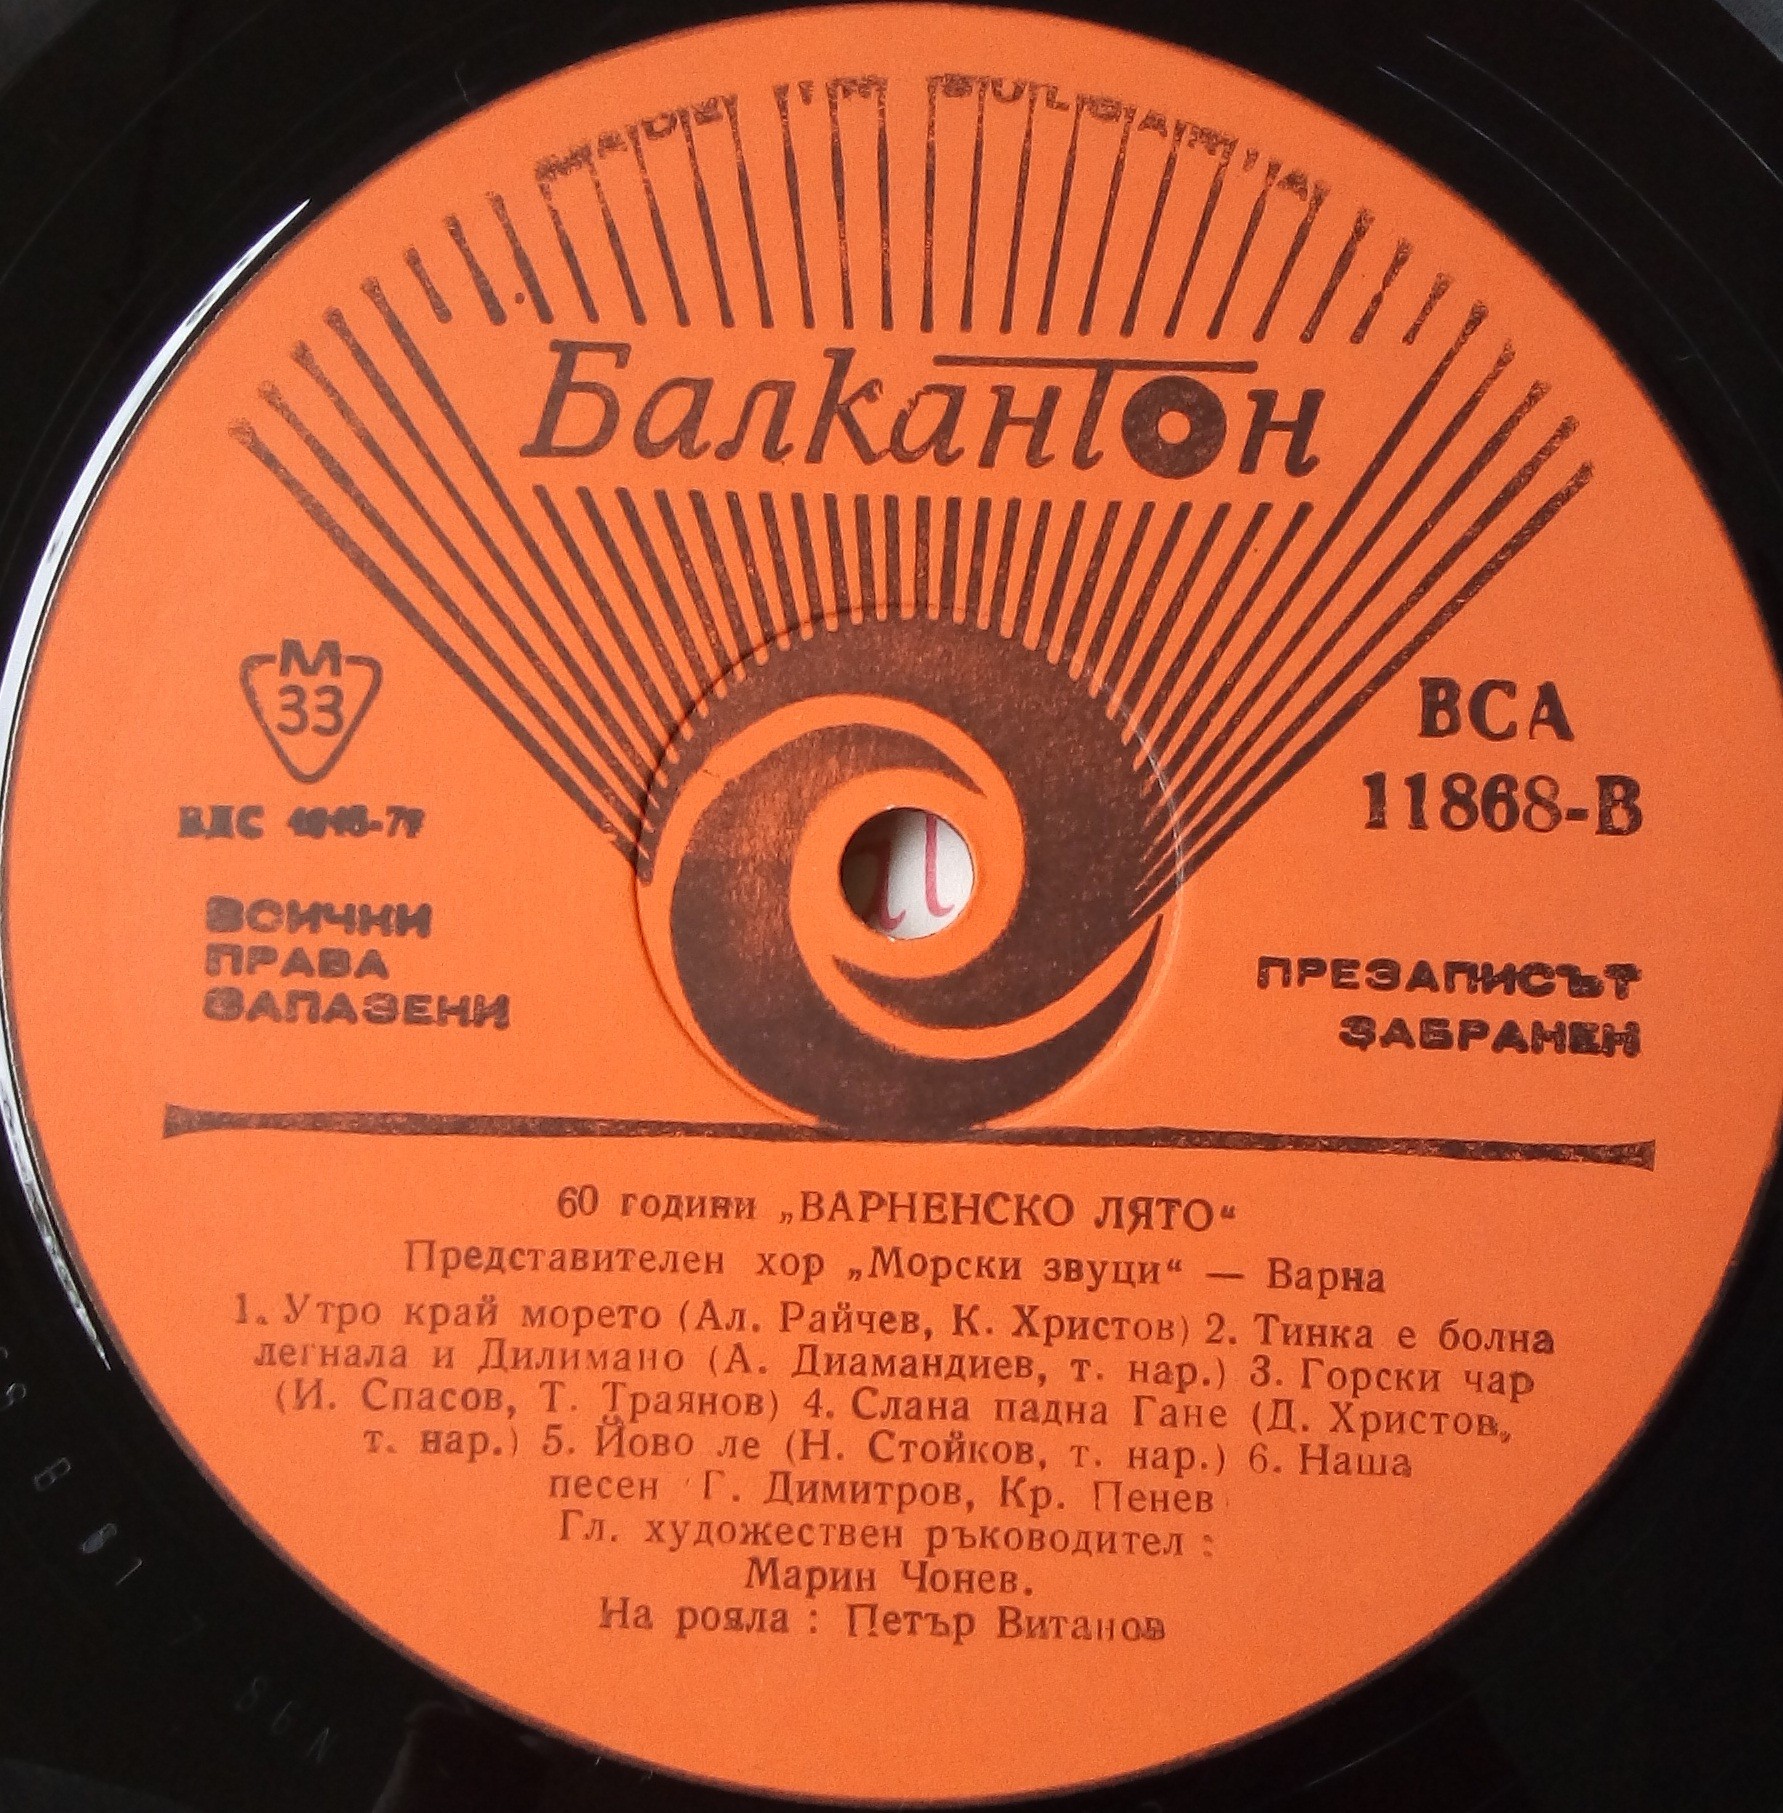 MADE IN BULGARIA
Балкантон
М
33
ВСА
11868-В
ВДС
ВСИЧКИ
ПРАВА
ЗАПАЗЕНИ
ПРЕЗАПИСЪТ
ЗАБРАНЕН
60 години „ВАРНЕНСКО ЛЯТО“
Представителен хор „Морски звуци“ — Варна
1. Утро край морето (Ал. Райчев, К. Христов) 2. Тинка е болна
легнала и Дилимано (А. Диамандиев, т. нар.) 3. Горски чар
(И. Спасов, Т. Траянов) 4. Слана падна Гане (Д. Христов,
т. нар.) 5. Йово ле (Н. Стойков, т. нар.) 6. Наша
песен Г. Димитров, Кр. Пенев)
Гл. художествен ръководител :
Марин Чонев.
На рояла : Петър Витанов